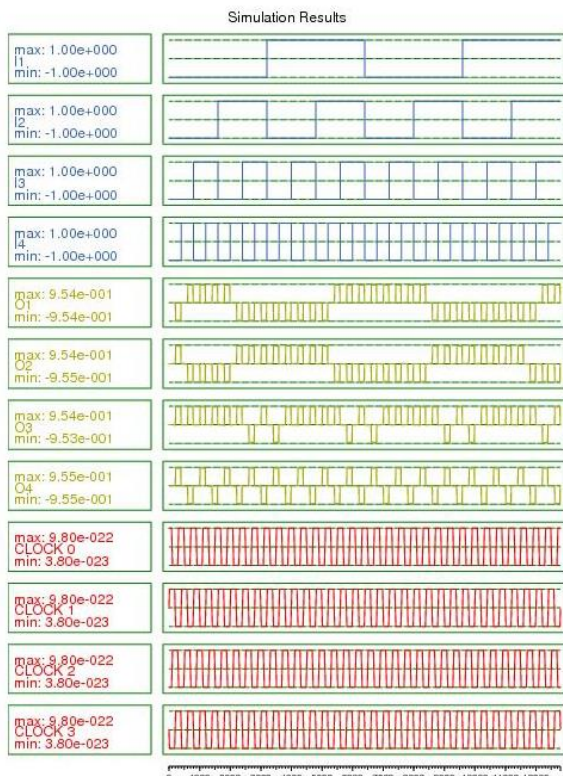 Simulation Results
max: 1.00e+000
I1
min: -1.00e+000
max: 1.00e+000
I2
min: -1.00e+000
max: 1.00e+000
I3
min: -1.00e+000
max: 1.00e+000
I4
min: -1.00e+000
max: 9.54e-001
O1
min: -9.54e-001
max: 9.54e-001
O2
min: -9.55e-001
max: 9.54e-001
O3
min: -9.53e-001
max: 9.55e-001
O4
min: -9.55e-001
max: 9.80e-022
CLOCK 0
min: 3.80e-023
max: 9.80e-022
CLOCK 1
min: 3.80e-023
max: 9.80e-022
CLOCK 2
min: 3.80e-023
max: 9.80e-022
CLOCK 3
min: 3.80e-023